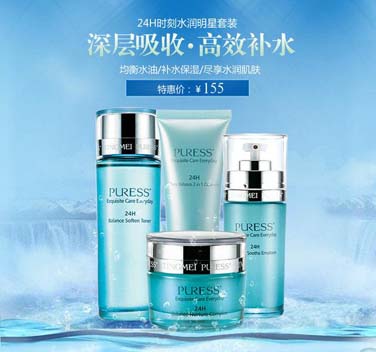 24H时刻水润明星套装
深层吸收·高效补水
均衡水油/补水保湿/尽享水润肌肤
特惠价：¥155
PURESS
Exquisite Care Everyday
24H
Balance Soften Toner
PURESS
Exquisite Care Everyday
24H
PURESS
Exquisite Care Everyday
24H
PURESS
Exquisite Care Everyday
24H